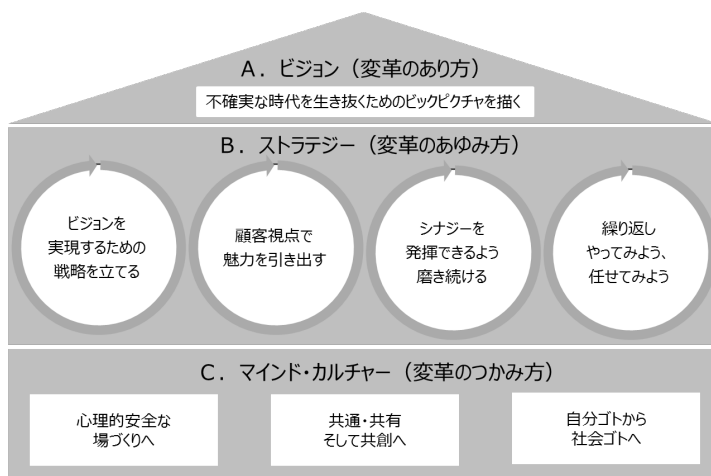 A．ビジョン（変革のあり方）
不確実な時代を生き抜くためのビックピクチャを描く
B．ストラテジー（変革のあゆみ方）
ビジョンを
実現するための
戦略を立てる
顧客視点で
魅力を引き出す
シナジーを
発揮できるよう
磨き続ける
繰り返し
やってみよう、
任せてみよう
C．マインド・カルチャー（変革のつかみ方）
心理的安全な
場づくりへ
共通・共有
そして共創へ
自分ゴトから
社会ゴトへ